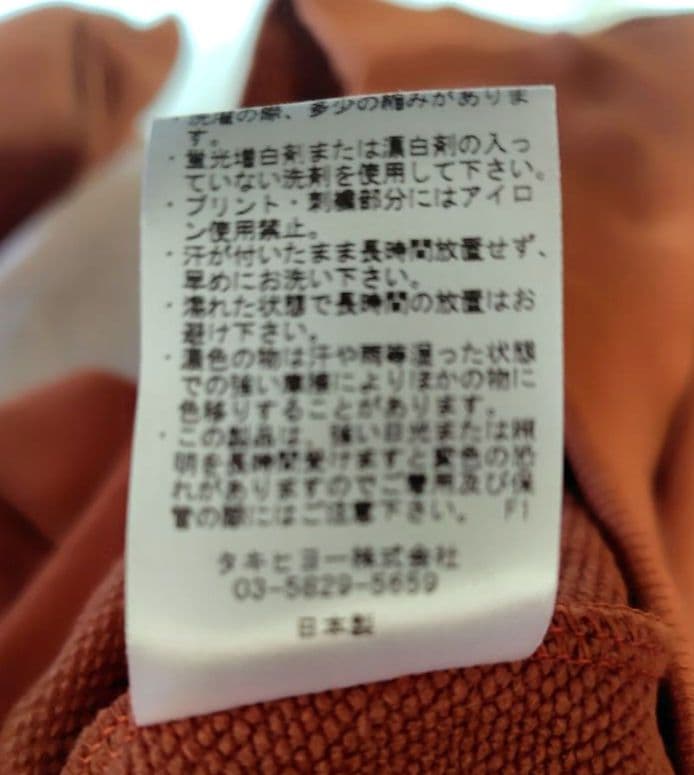 ・洗濯の際、多少の縮みがありま
す。
・蛍光増白剤または漂白剤の入っ
ていない洗剤を使用して下さい。
・プリント・刺繍部分にはアイロ
ン使用禁止。
・汗が付いたまま長時間放置せず、
早めにお洗い下さい。
・濡れた状態で長時間の放置はお
避け下さい。
・濃色の物は汗や雨等湿った状態
での強い摩擦によりほかの物に
色移りすることがあります。
・この製品は、強い日光または照
明を長時間受けますと変色の恐
れがありますのでご着用及び保
管の際にはご注意下さい。 F1
タキヒヨー株式会社
03-5829-5659
日本製